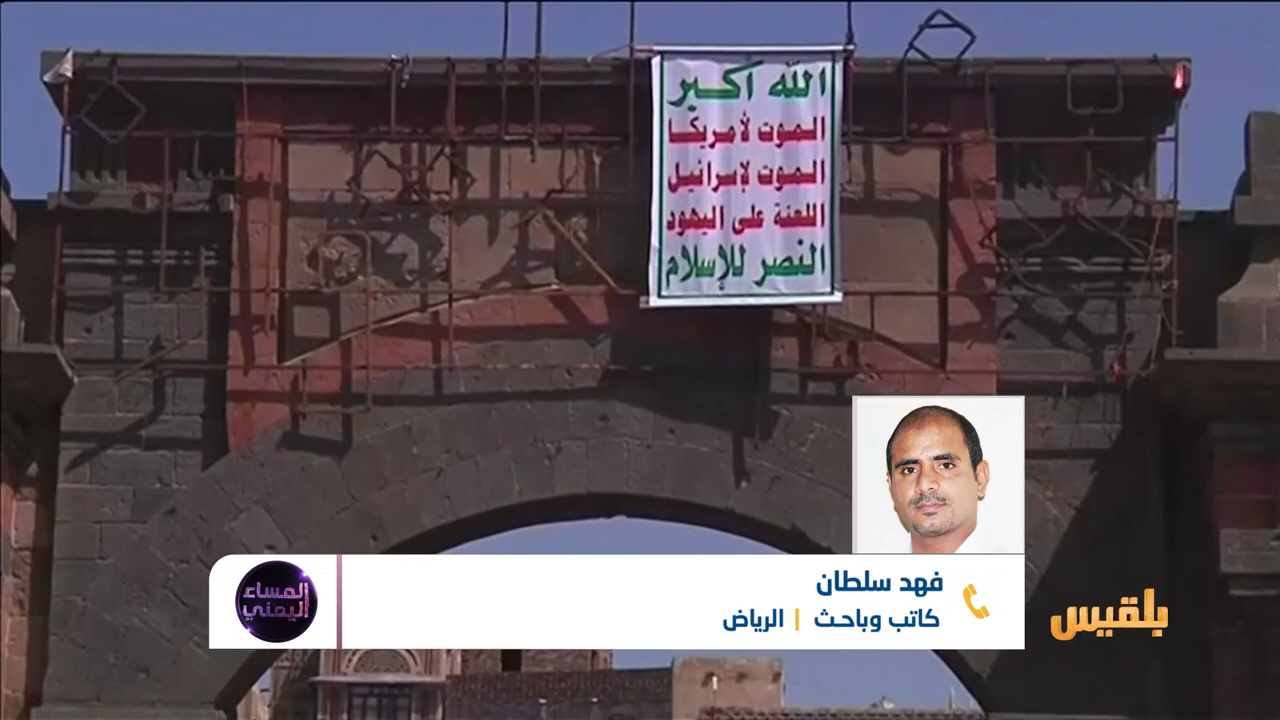 الله أكبر
الموت لأمريكا
الموت لإسرائيل
اللعنة على اليهود
النصر للإسلام
فهد سلطان
كاتب وباحث | الرياض
المساء
اليمني
بلقيس